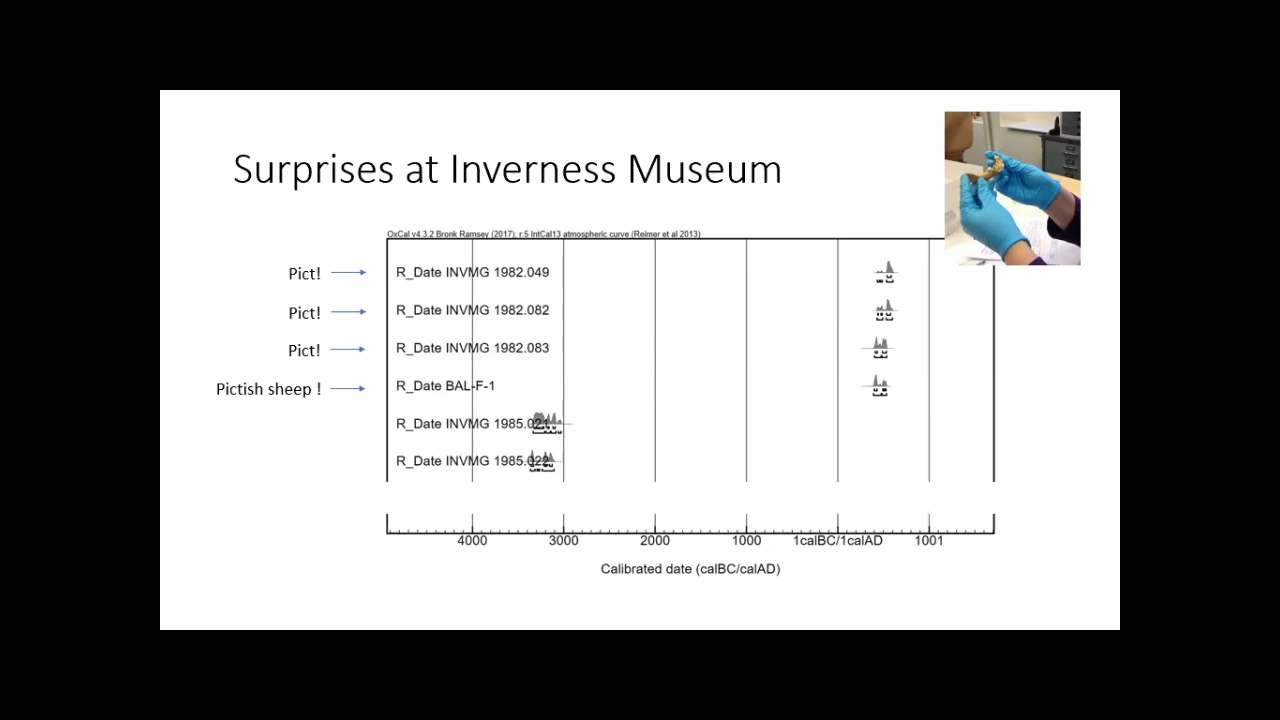 Surprises at Inverness Museum
OxCal v4.3.2 Bronk Ramsey (2017); r:5 IntCal13 atmospheric curve (Reimer et al 2013)
Pict!
R_Date INVMG 1982.049
Pict!
R_Date INVMG 1982.082
Pict!
R_Date INVMG 1982.083
Pictish sheep !
R_Date BAL-F-1
R_Date INVMG 1985.021
R_Date INVMG 1985.022
4000 3000 2000 1000 1calBC/1calAD 1001
Calibrated date (calBC/calAD)